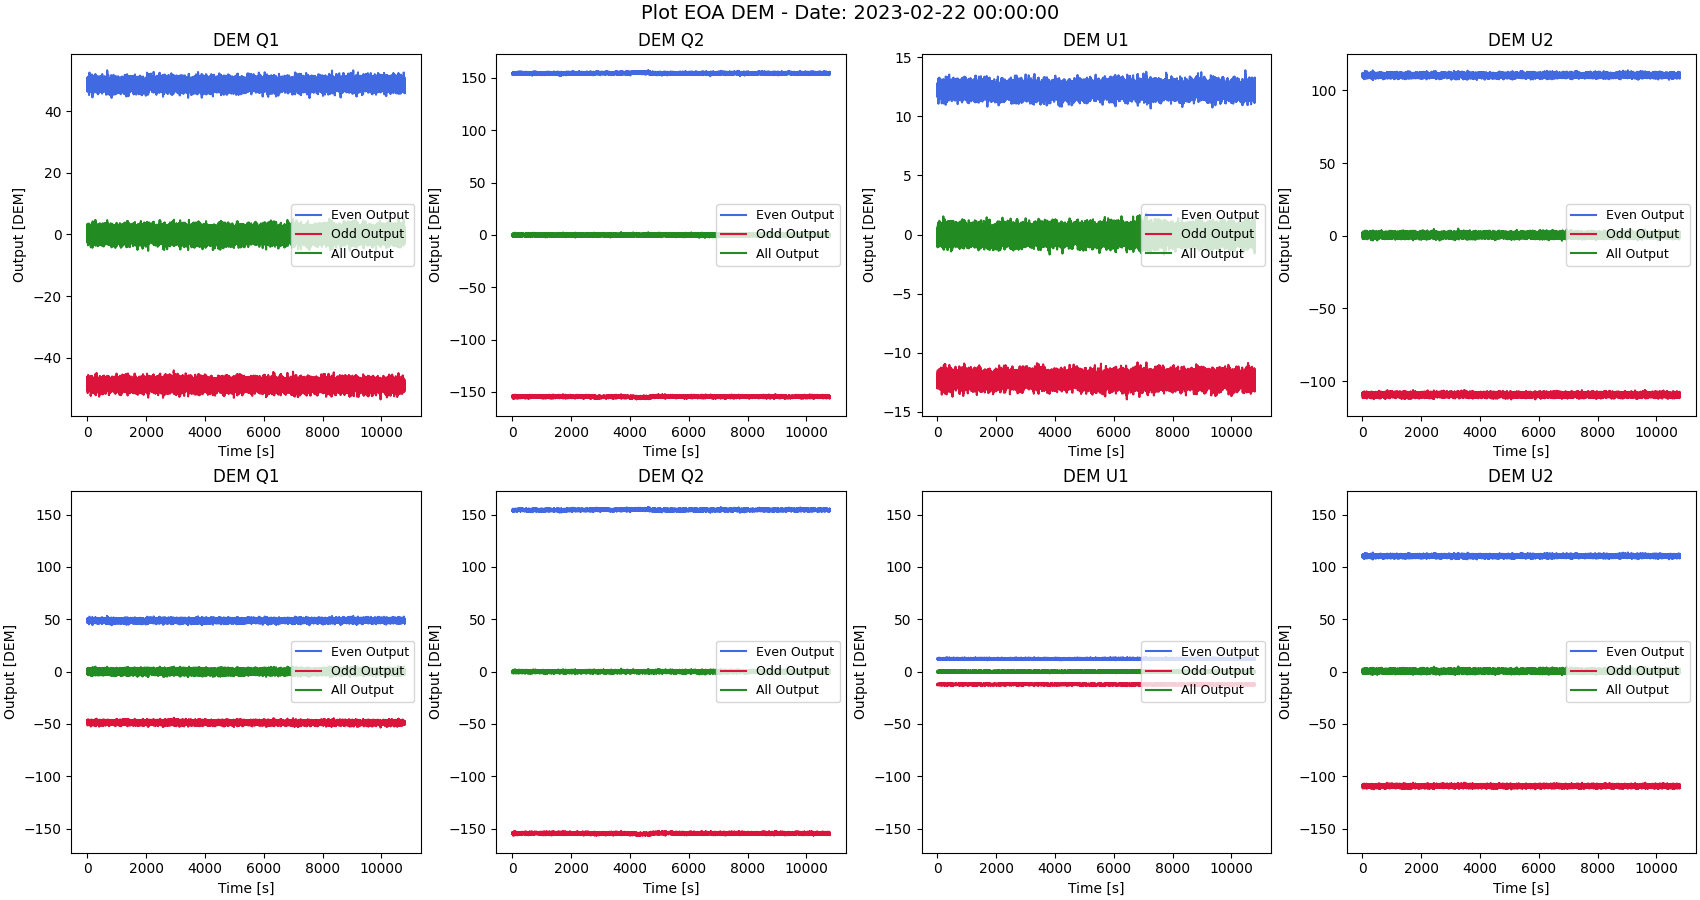 Plot EOA DEM - Date: 2023-02-22 00:00:00
DEM Q1
Output [DEM]
40
20
0
−20
−40
0 2000 4000 6000 8000 10000
Time [s]
Even Output
Odd Output
All Output
DEM Q2
Output [DEM]
150
100
50
0
−50
−100
−150
0 2000 4000 6000 8000 10000
Time [s]
Even Output
Odd Output
All Output
DEM U1
Output [DEM]
15
10
5
0
−5
−10
−15
0 2000 4000 6000 8000 10000
Time [s]
Even Output
Odd Output
All Output
DEM U2
Output [DEM]
100
50
0
−50
−100
0 2000 4000 6000 8000 10000
Time [s]
Even Output
Odd Output
All Output
DEM Q1
Output [DEM]
150
100
50
0
−50
−100
−150
0 2000 4000 6000 8000 10000
Time [s]
Even Output
Odd Output
All Output
DEM Q2
Output [DEM]
150
100
50
0
−50
−100
−150
0 2000 4000 6000 8000 10000
Time [s]
Even Output
Odd Output
All Output
DEM U1
Output [DEM]
150
100
50
0
−50
−100
−150
0 2000 4000 6000 8000 10000
Time [s]
Even Output
Odd Output
All Output
DEM U2
Output [DEM]
150
100
50
0
−50
−100
−150
0 2000 4000 6000 8000 10000
Time [s]
Even Output
Odd Output
All Output